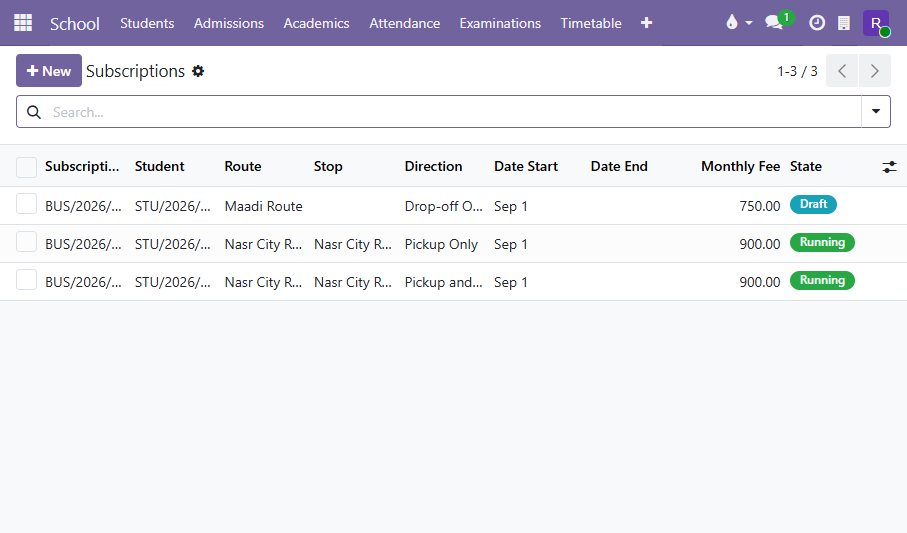 School Students Admissions Academics Attendance Examinations Timetable 1 R
New Subscriptions 1-3 / 3
Search...
Subscripti... Student Route Stop Direction Date Start Date End Monthly Fee State
BUS/2026/... STU/2026/... Maadi Route Drop-off O... Sep 1 750.00 Draft
BUS/2026/... STU/2026/... Nasr City R... Nasr City R... Pickup Only Sep 1 900.00 Running
BUS/2026/... STU/2026/... Nasr City R... Nasr City R... Pickup and... Sep 1 900.00 Running